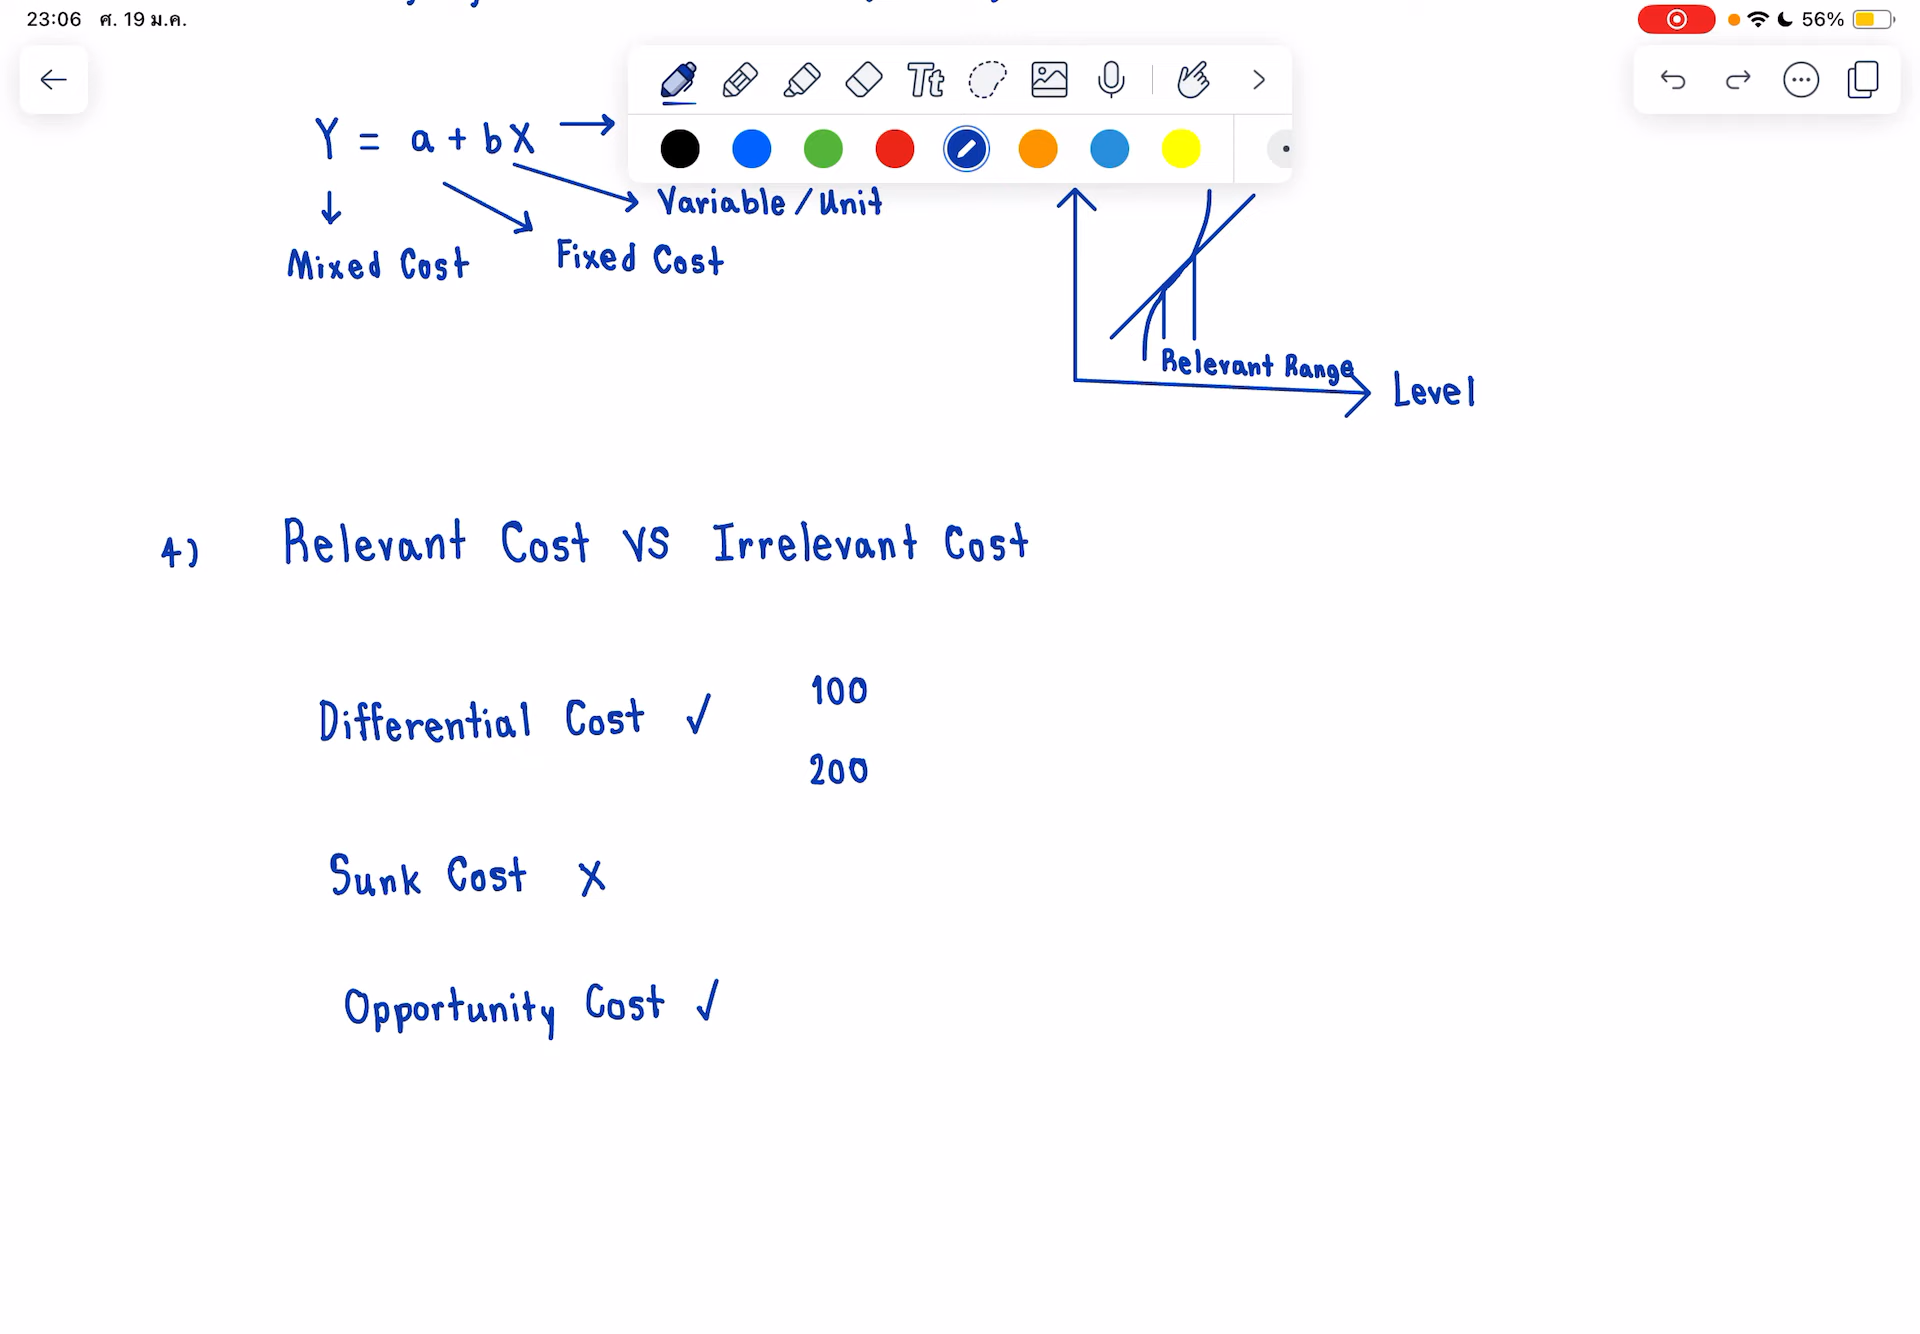 23:06 ศ. 19 ม.ค.
56%
Tt
Y = a + bX →
→ Variable / Unit
↓
Mixed Cost
Fixed Cost
Relevant Range
Level
4) Relevant Cost VS Irrelevant Cost
Differential Cost ✓
100
200
Sunk Cost X
Opportunity Cost ✓